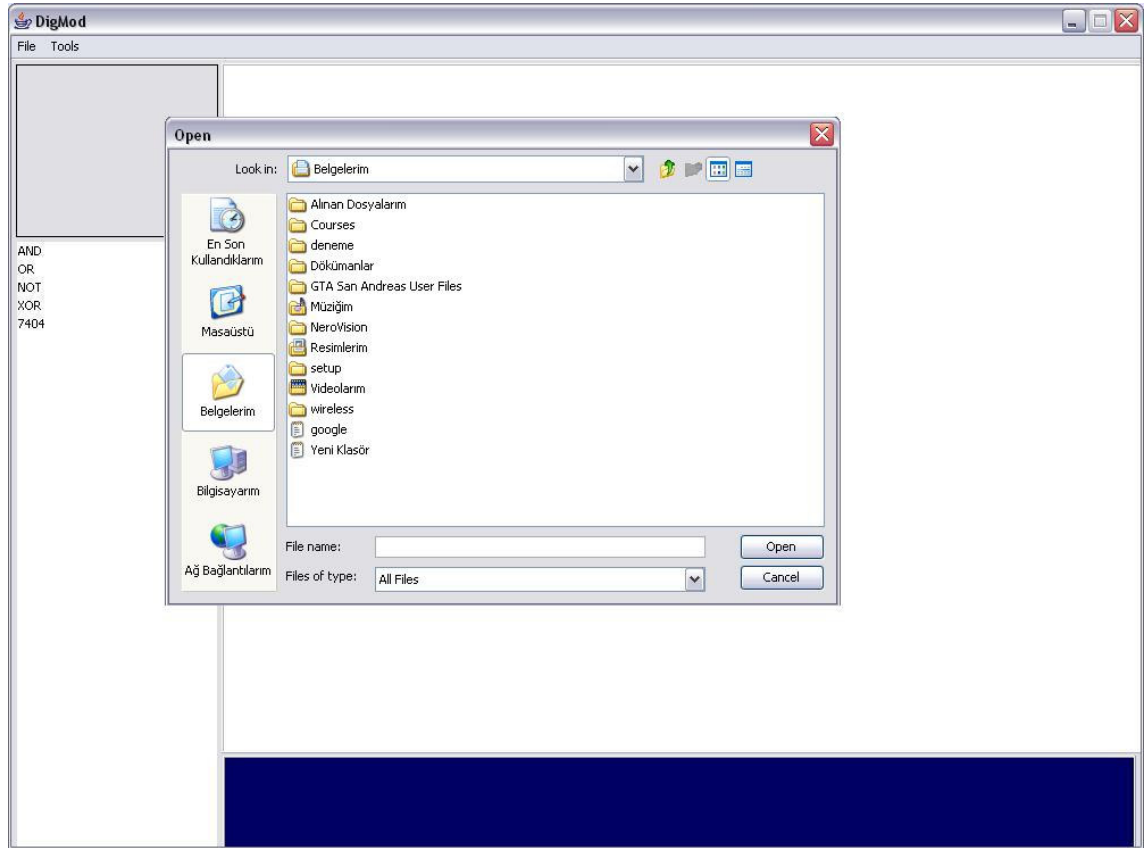 DigMod
File Tools
Open
Look in: Belgelerim
En Son
Kullandıklarım
Masaüstü
Belgelerim
Bilgisayarım
Ağ Bağlantılarım
Alınan Dosyalarım
Courses
deneme
Dökümanlar
GTA San Andreas User Files
Müziğim
NeroVision
Resimlerim
setup
Videolarım
wireless
google
Yeni Klasör
File name:
Open
Files of type: All Files
Cancel
AND
OR
NOT
XOR
7404